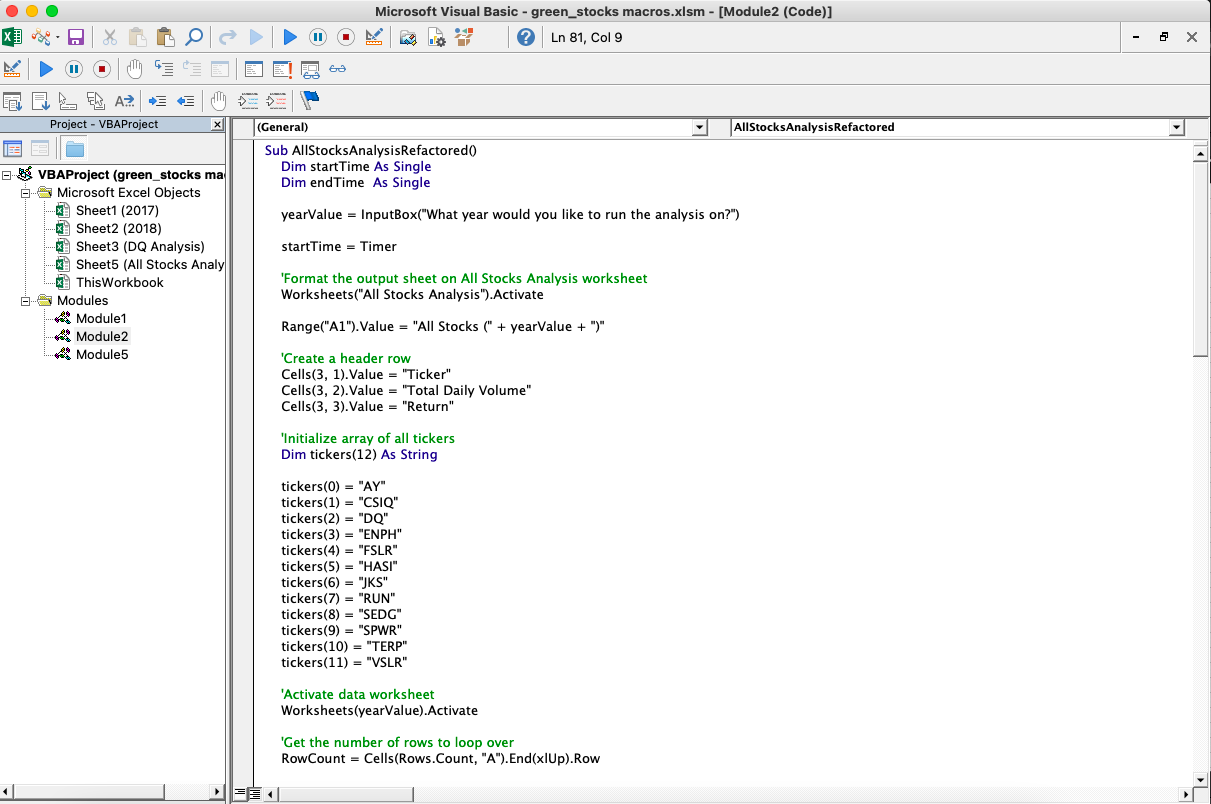 Microsoft Visual Basic - green_stocks macros.xlsm - [Module2 (Code)]
Ln 81, Col 9
Project - VBAProject
(General)
AllStocksAnalysisRefactored
VBAProject (green_stocks ma
Microsoft Excel Objects
Sheet1 (2017)
Sheet2 (2018)
Sheet3 (DQ Analysis)
Sheet5 (All Stocks Analy
ThisWorkbook
Modules
Module1
Module2
Module5
Sub AllStocksAnalysisRefactored()
Dim startTime As Single
Dim endTime  As Single
yearValue = InputBox("What year would you like to run the analysis on?")
startTime = Timer
'Format the output sheet on All Stocks Analysis worksheet
Worksheets("All Stocks Analysis").Activate
Range("A1").Value = "All Stocks (" + yearValue + ")"
'Create a header row
Cells(3, 1).Value = "Ticker"
Cells(3, 2).Value = "Total Daily Volume"
Cells(3, 3).Value = "Return"
'Initialize array of all tickers
Dim tickers(12) As String
tickers(0) = "AY"
tickers(1) = "CSIQ"
tickers(2) = "DQ"
tickers(3) = "ENPH"
tickers(4) = "FSLR"
tickers(5) = "HASI"
tickers(6) = "JKS"
tickers(7) = "RUN"
tickers(8) = "SEDG"
tickers(9) = "SPWR"
tickers(10) = "TERP"
tickers(11) = "VSLR"
'Activate data worksheet
Worksheets(yearValue).Activate
'Get the number of rows to loop over
RowCount = Cells(Rows.Count, "A").End(xlUp).Row